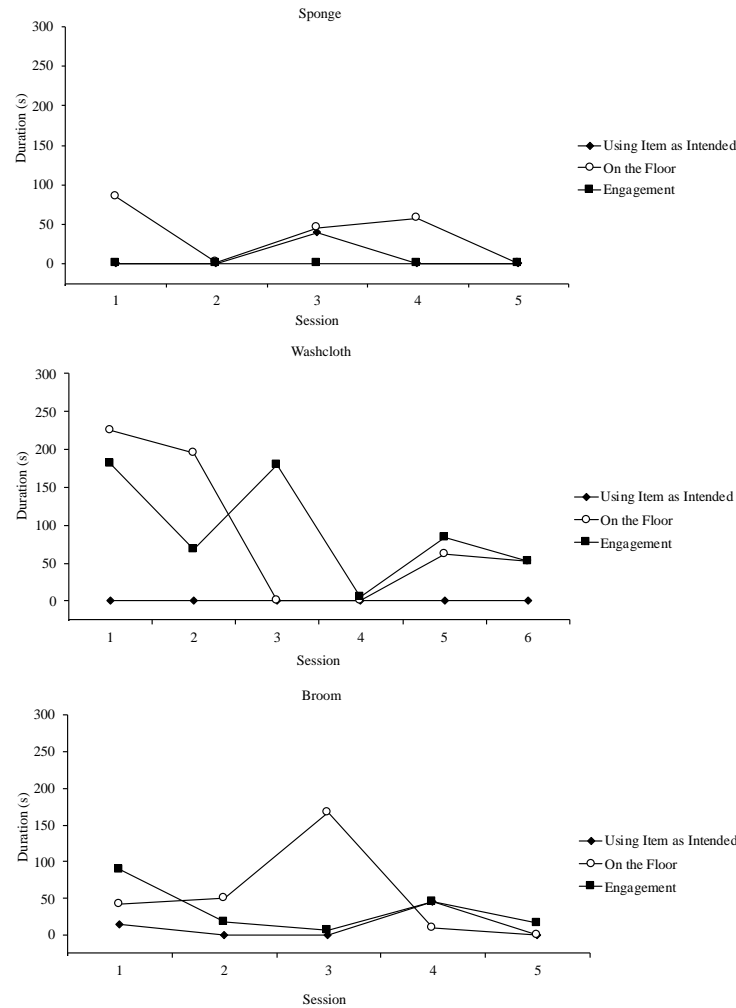 Sponge
300
250
200
150
100
50
0
Duration (s)
1 2 3 4 5
Session
Using Item as Intended
On the Floor
Engagement
Washcloth
300
250
200
150
100
50
0
Duration (s)
1 2 3 4 5 6
Session
Using Item as Intended
On the Floor
Engagement
Broom
300
250
200
150
100
50
0
Duration (s)
1 2 3 4 5
Session
Using Item as Intended
On the Floor
Engagement